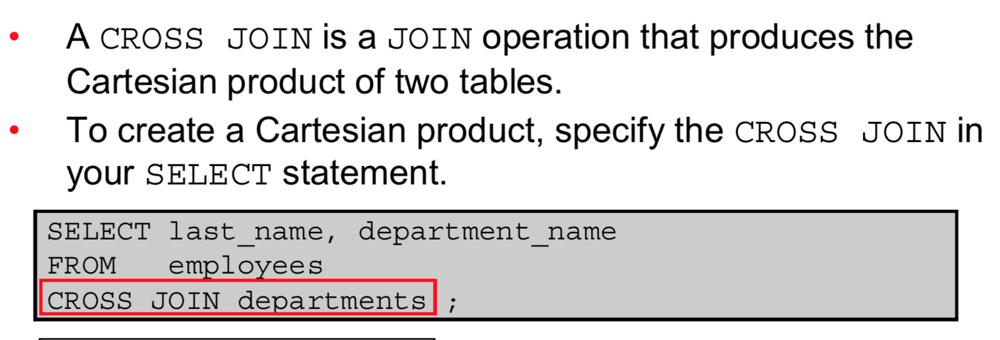 • A CROSS JOIN is a JOIN operation that produces the
Cartesian product of two tables.
• To create a Cartesian product, specify the CROSS JOIN in
your SELECT statement.
SELECT last_name, department_name
FROM   employees
CROSS JOIN departments ;